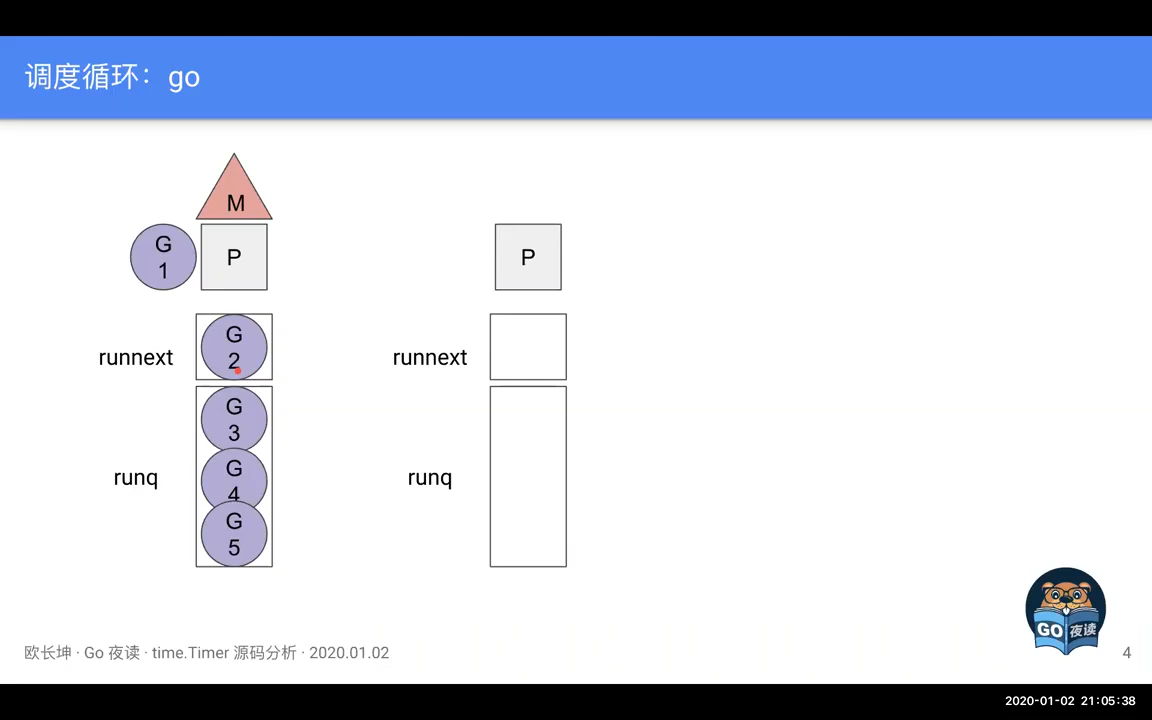 调度循环：go
M
G
1
P
P
runnext
G
2
runnext
runq
G
3
G
4
G
5
runq
GO 夜读
欧长坤 · Go 夜读 · time.Timer 源码分析 · 2020.01.02
4
2020-01-02 21:05:38